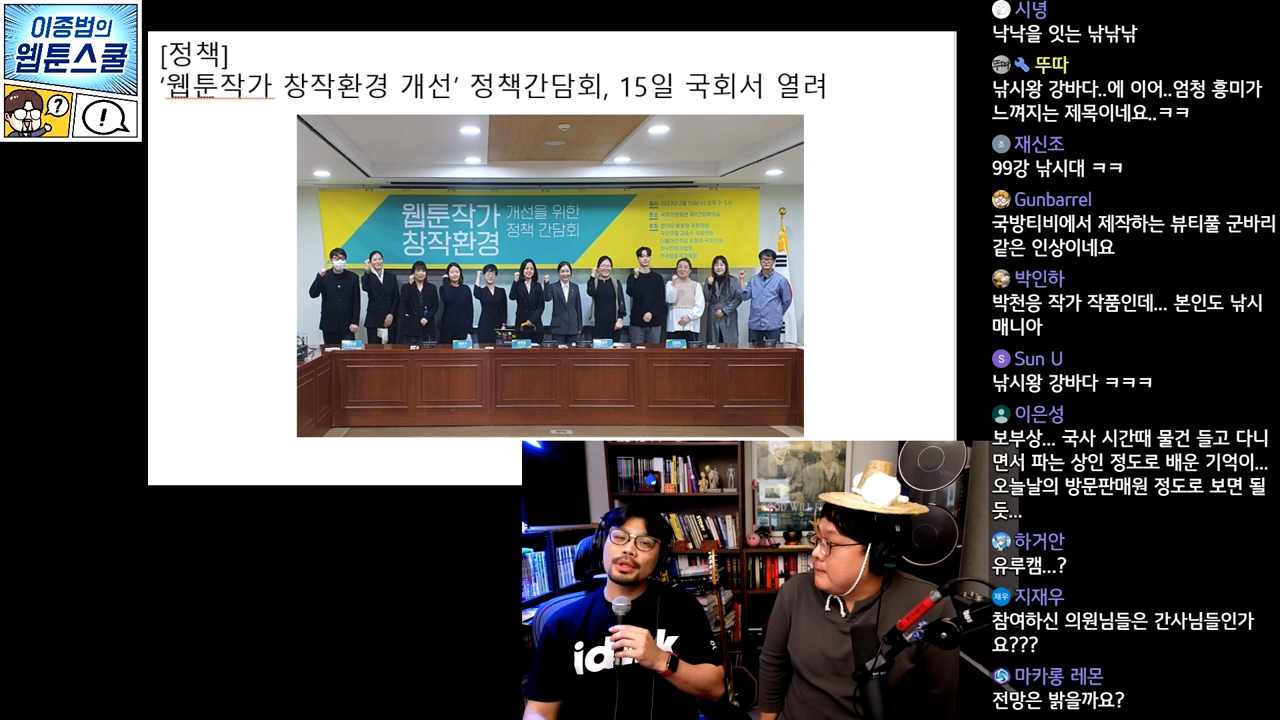 이종범의
웹툰스쿨
[정책]
‘웹툰작가 창작환경 개선’ 정책간담회, 15일 국회서 열려
웹툰작가 개선을 위한
창작환경 정책 간담회
시녕
낙낙을 잇는 낚낚낚
뚜따
낚시왕 강바다..에 이어..엄청 흥미가
느껴지는 제목이네요..ㅋㅋ
조 재신조
99강 낚시대 ㅋㅋ
Gunbarrel
국방티비에서 제작하는 뷰티풀 군바리
같은 인상이네요
박인하
박천응 작가 작품인데... 본인도 낚시
매니아
S Sun U
낚시왕 강바다 ㅋㅋㅋ
이은성
보부상... 국사 시간때 물건 들고 다니
면서 파는 상인 정도로 배운 기억이...
오늘날의 방문판매원 정도로 보면 될
듯...
하거안
유루캠...?
재우 지재우
참여하신 의원님들은 간사님들인가
요???
마카롱 레몬
전망은 밝을까요?